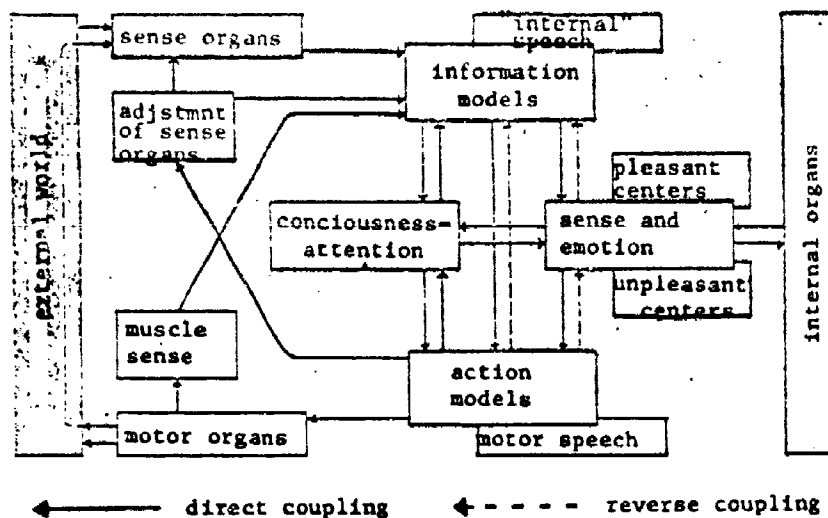 sense organs
"internal"
speech
information
models
adjstmnt
of sense
organs
external world
pleasant
centers
conciousness-
attention
sense and
emotion
unpleasant
centers
internal organs
muscle
sense
action
models
motor organs
motor speech
direct coupling
reverse coupling